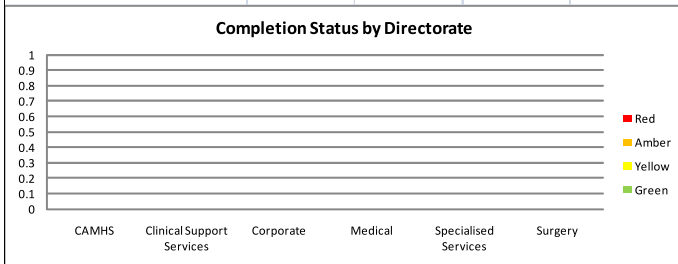 Completion Status by Directorate
1
0.9
0.8
0.7
0.6
0.5
0.4
0.3
0.2
0.1
0
CAMHS
Clinical Support
Services
Corporate
Medical
Specialised
Services
Surgery
Red
Amber
Yellow
Green